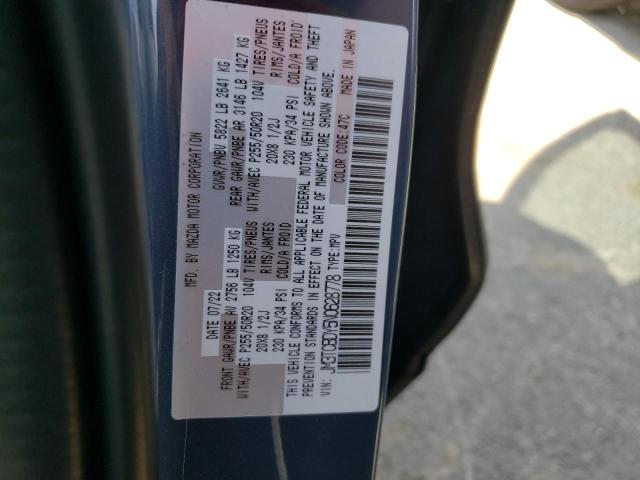 MFD. BY MAZDA MOTOR CORPORATION
DATE 07/22 GVWR/PNBV 5822 LB 2641 KG
FRONT GAWR/PNBE AV 2756 LB 1250 KG REAR GAWR/PNBE AR 3146 LB 1427 KG
WITH/AVEC P255/50R20 104V TIRES/PNEUS WITH/AVEC P255/50R20 104V TIRES/PNEUS
20X8 1/2J RIMS/JANTES 20X8 1/2J RIMS/JANTES
230 KPA/34 PSI COLD/A FROID 230 KPA/34 PSI COLD/A FROID
THIS VEHICLE CONFORMS TO ALL APPLICABLE FEDERAL MOTOR VEHICLE SAFETY AND THEFT
PREVENTION STANDARDS IN EFFECT ON THE DATE OF MANUFACTURE SHOWN ABOVE.
VIN: JM3TCBDY5N0628778 TYPE:MPV COLOR CODE:47C MADE IN JAPAN